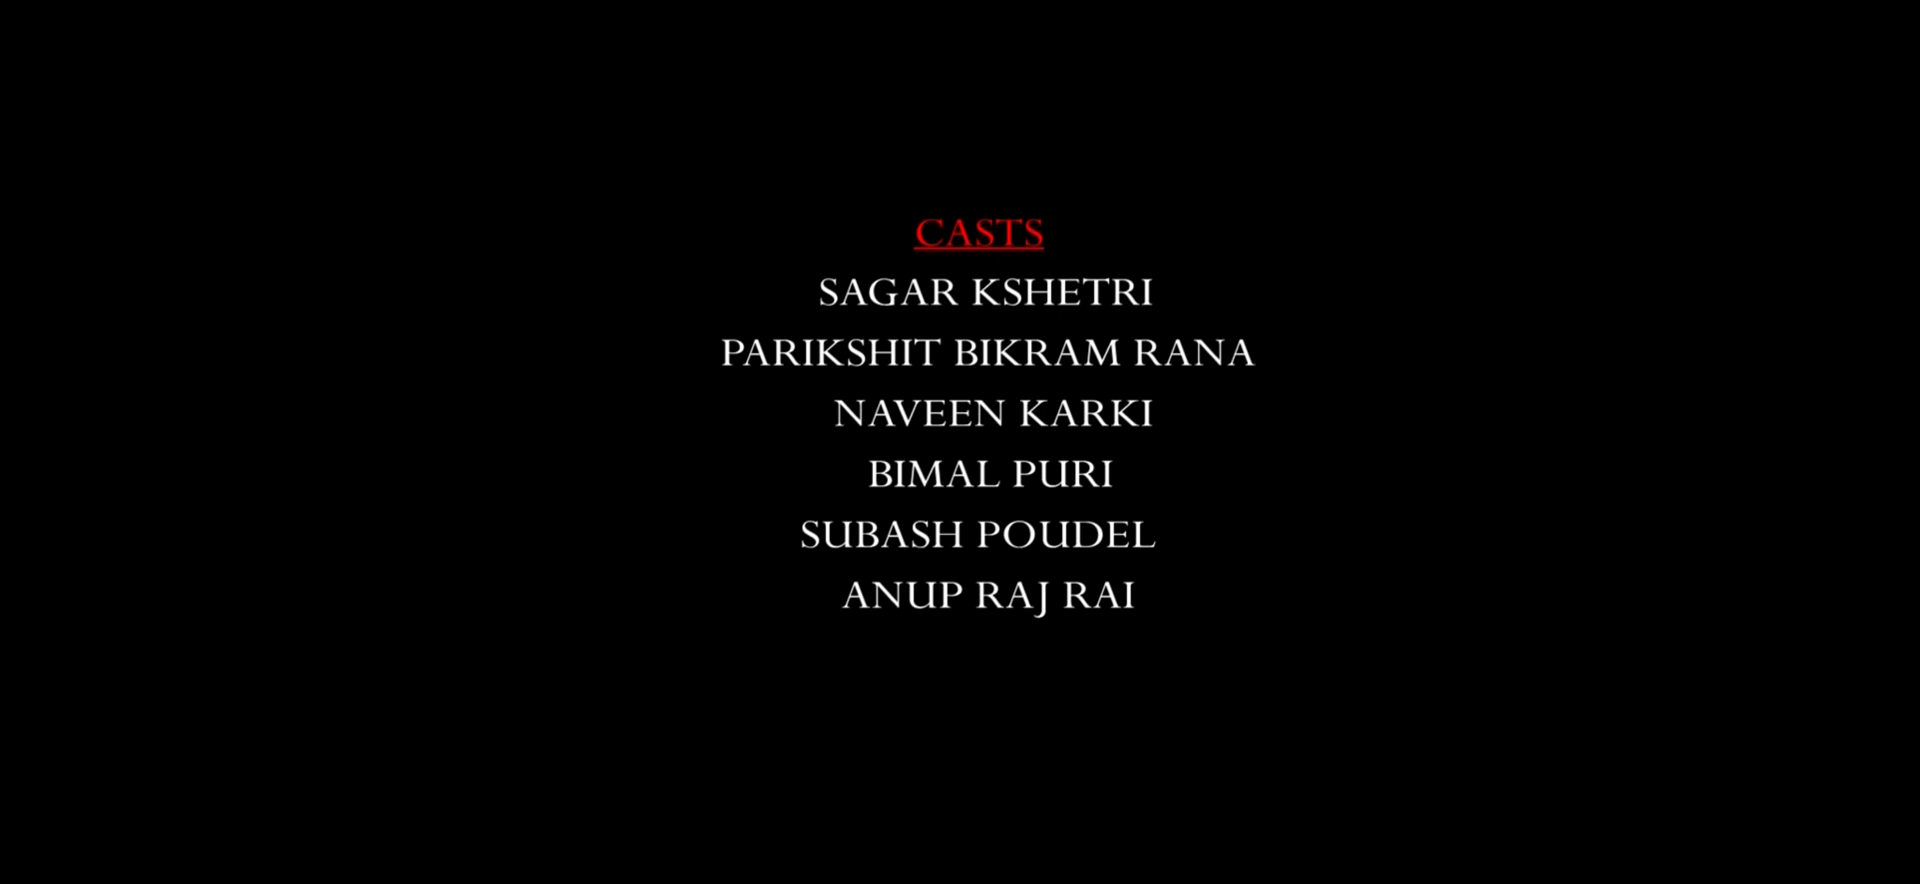 CASTS
SAGAR KSHETRI
PARIKSHIT BIKRAM RANA
NAVEEN KARKI
BIMAL PURI
SUBASH POUDEL
ANUP RAJ RAI